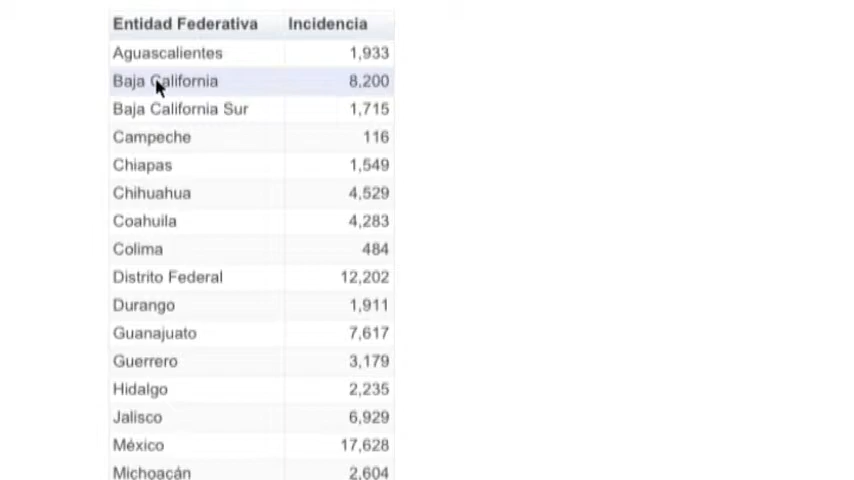 Entidad Federativa Incidencia
Aguascalientes 1,933
Baja California 8,200
Baja California Sur 1,715
Campeche 116
Chiapas 1,549
Chihuahua 4,529
Coahuila 4,283
Colima 484
Distrito Federal 12,202
Durango 1,911
Guanajuato 7,617
Guerrero 3,179
Hidalgo 2,235
Jalisco 6,929
México 17,628
Michoacán 2,604